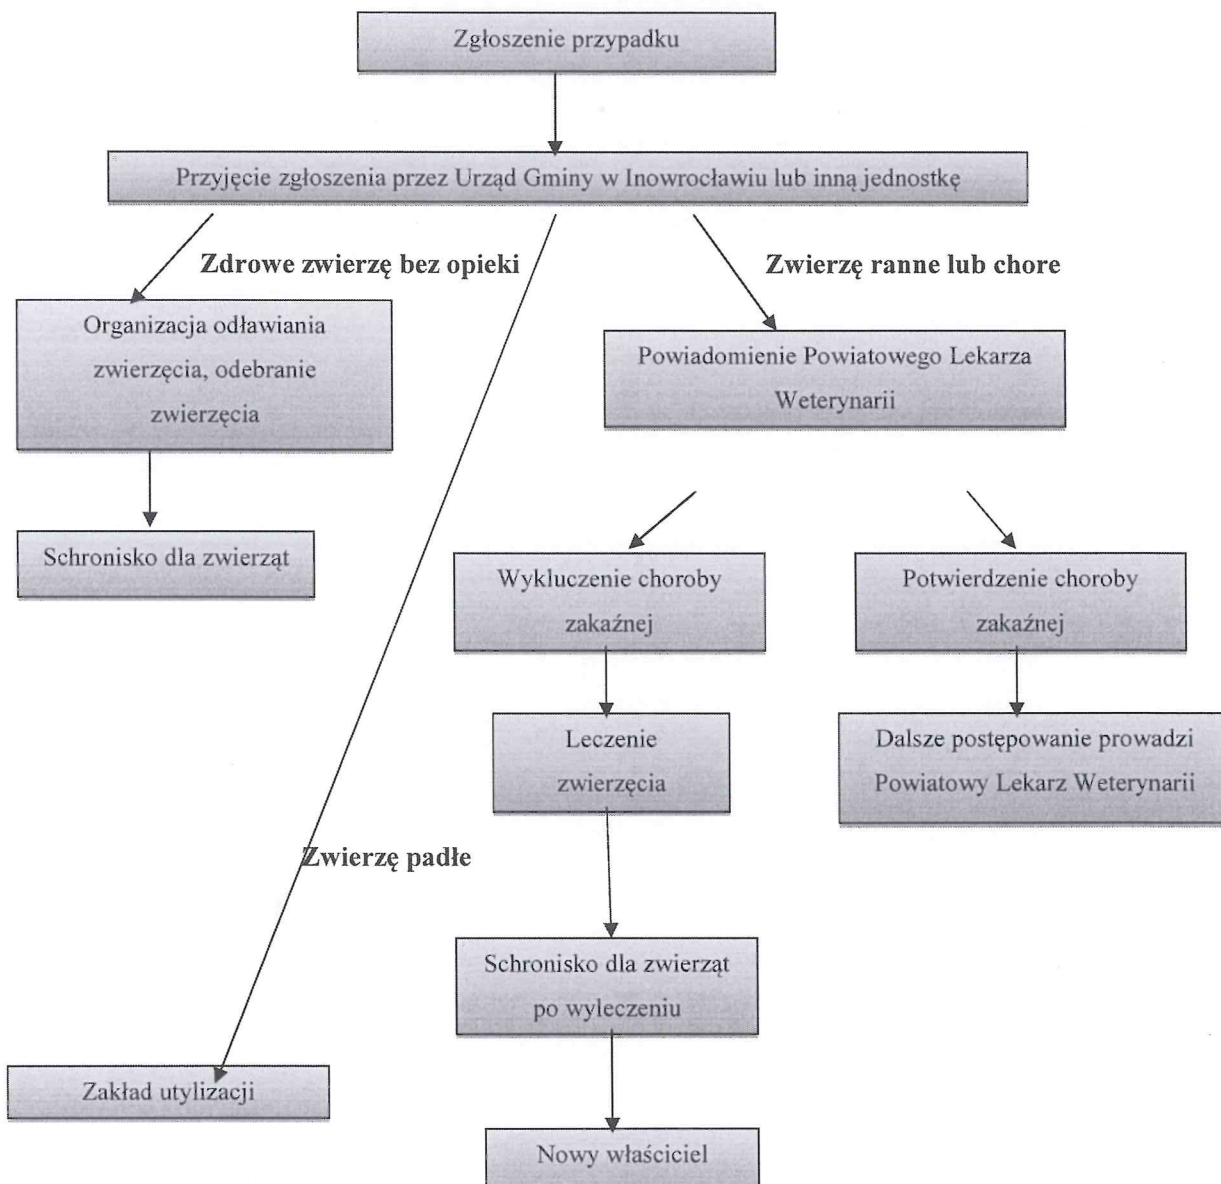 Zgłoszenie przypadku
Przyjęcie zgłoszenia przez Urząd Gminy w Inowrocławiu lub inną jednostkę
Zdrowe zwierzę bez opieki
Zwierzę ranne lub chore
Organizacja odławiania
zwierzęcia, odebranie
zwierzęcia
Powiadomienie Powiatowego Lekarza
Weterynarii
Schronisko dla zwierząt
Wykluczenie choroby
zakaźnej
Potwierdzenie choroby
zakaźnej
Leczenie
zwierzęcia
Dalsze postępowanie prowadzi
Powiatowy Lekarz Weterynarii
Zwierzę padłe
Schronisko dla zwierząt
po wyleczeniu
Zakład utylizacji
Nowy właściciel